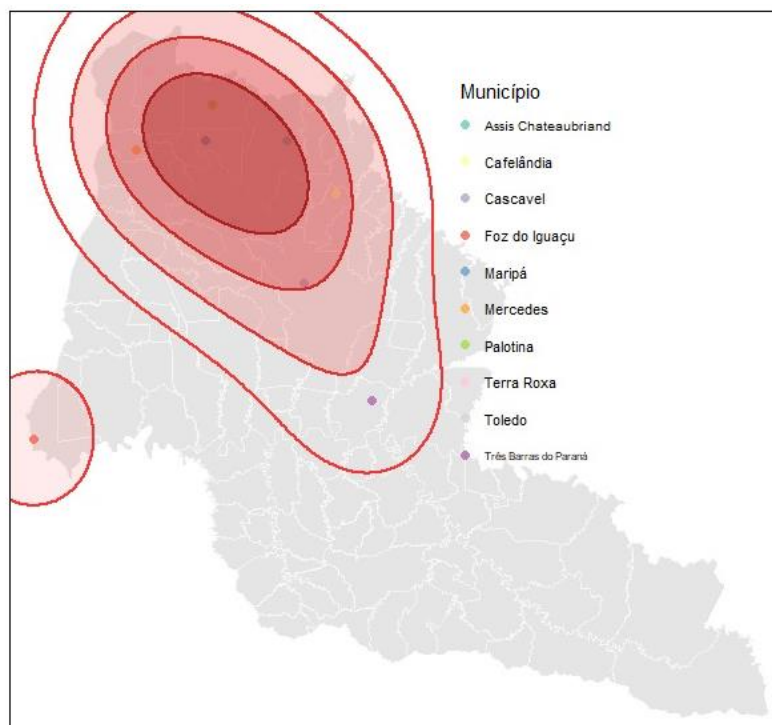 Município
Assis Chateaubriand
Cafelândia
Cascavel
Foz do Iguaçu
Maripá
Mercedes
Palotina
Terra Roxa
Toledo
Três Barras do Paraná